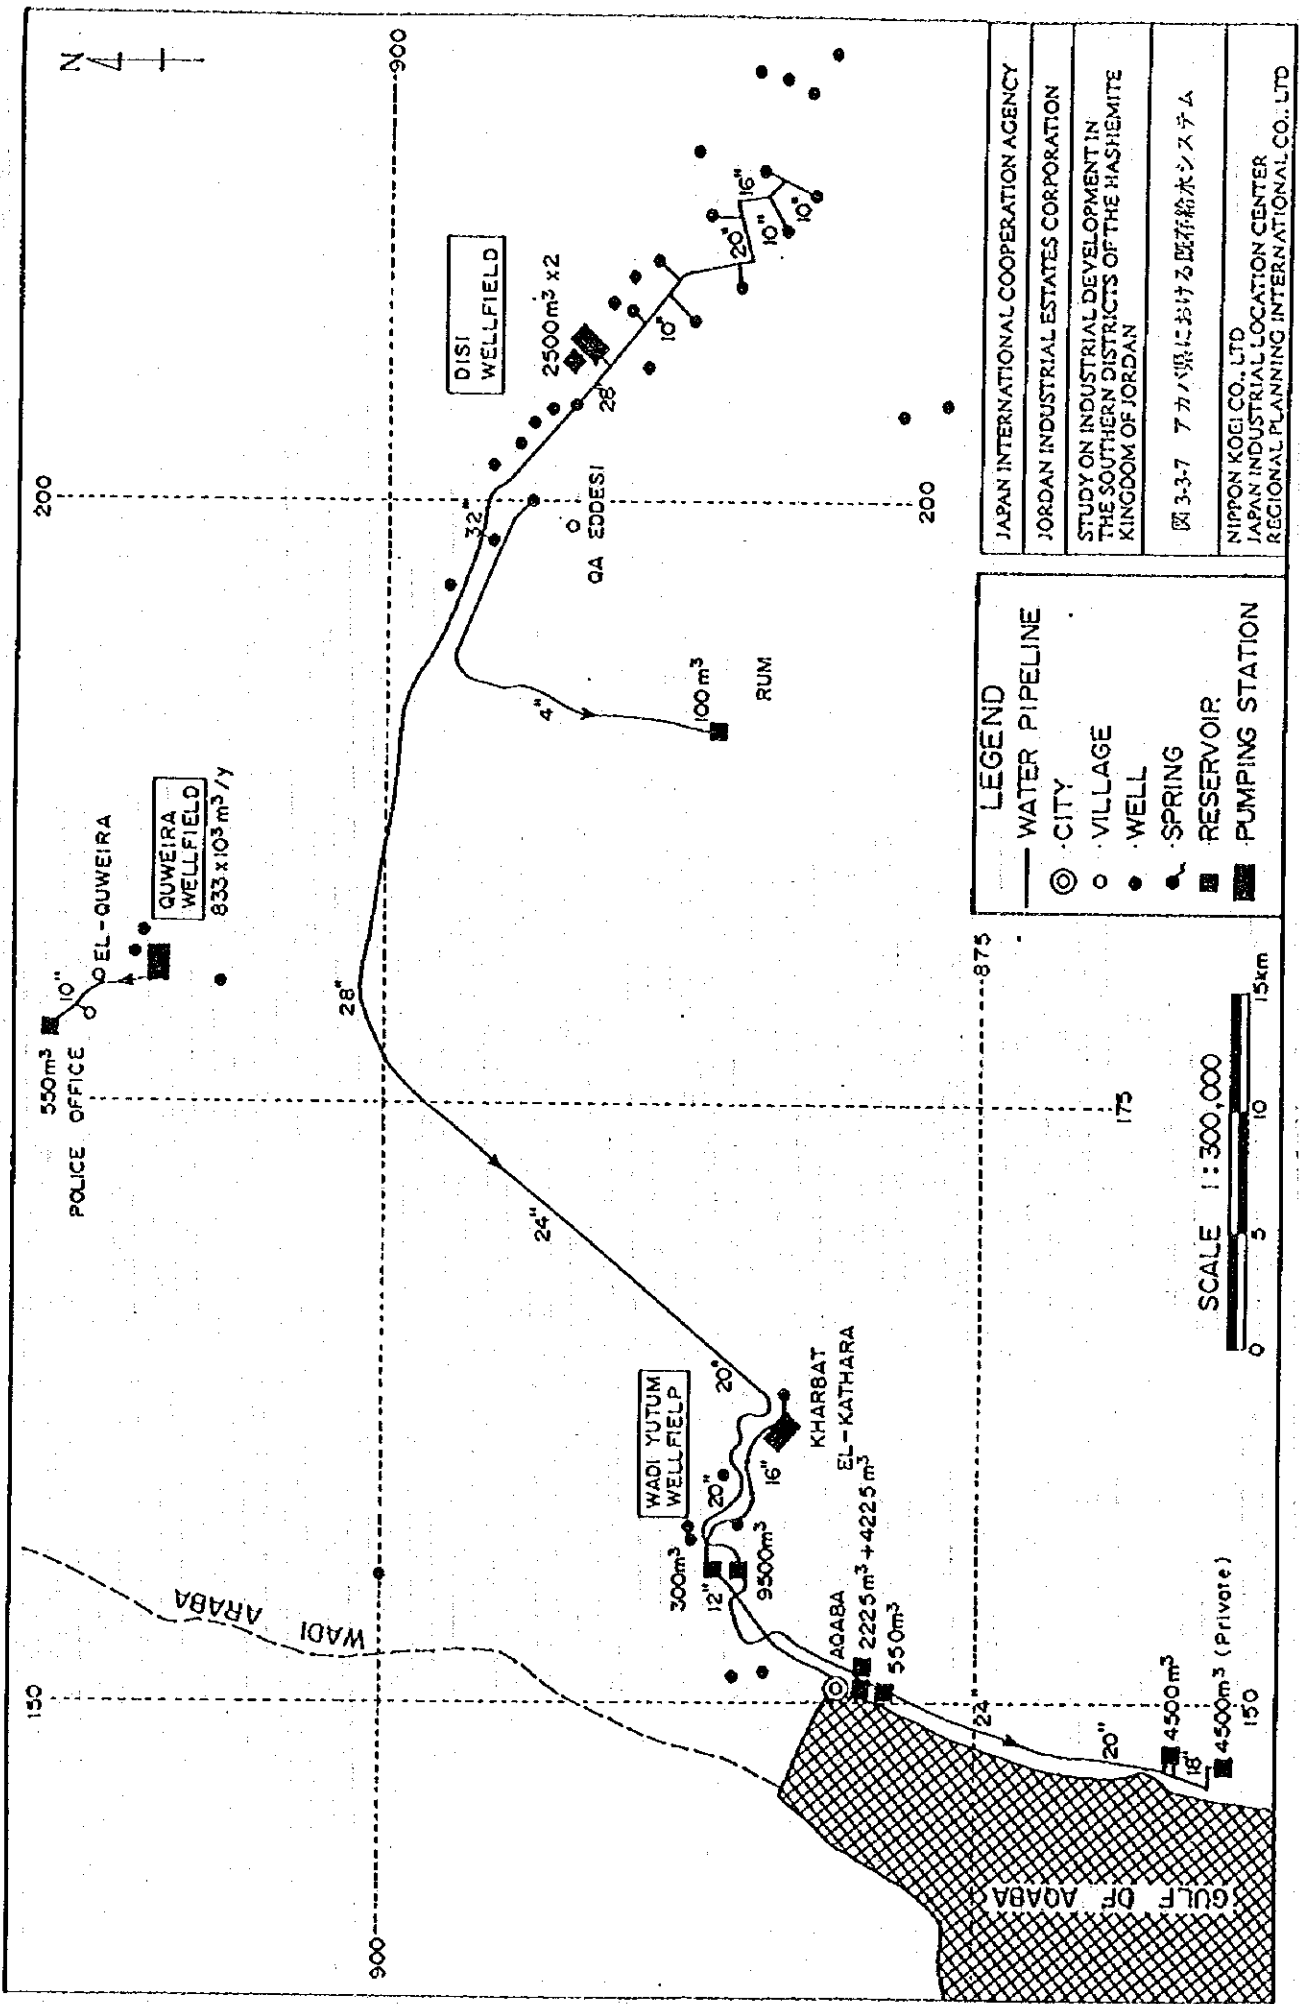 N
150
200
900
900
200
175
875
150
550m³
POLICE OFFICE
10"
EL-QUWEIRA
QUWEIRA
WELLFIELD
833x10³m³/y
DISI
WELLFIELD
2500m³ x2
28"
24"
20"
32"
28"
QA EDDESI
4"
100m³
RUM
10"
20"
16"
10"
10"
WADI
ARABA
WADI YUTUM
WELLFIELP
20"
16"
KHARBAT
EL-KATHARA
300m³
12"
9500m³
AQABA
2225m³+4225m³
550m³
24"
20"
4500m³
18"
4500m³ (Private)
GULF OF AQABA
SCALE 1:300,000
0 5 10 15km
LEGEND
WATER PIPELINE
CITY
VILLAGE
WELL
SPRING
RESERVOIR
PUMPING STATION
JAPAN INTERNATIONAL COOPERATION AGENCY
JORDAN INDUSTRIAL ESTATES CORPORATION
STUDY ON INDUSTRIAL DEVELOPMENT IN
THE SOUTHERN DISTRICTS OF THE HASHEMITE
KINGDOM OF JORDAN
図 3-3-7 アカバ県における既存給水システム
NIPPON KOEI CO., LTD
JAPAN INDUSTRIAL LOCATION CENTER
REGIONAL PLANNING INTERNATIONAL CO., LTD
900